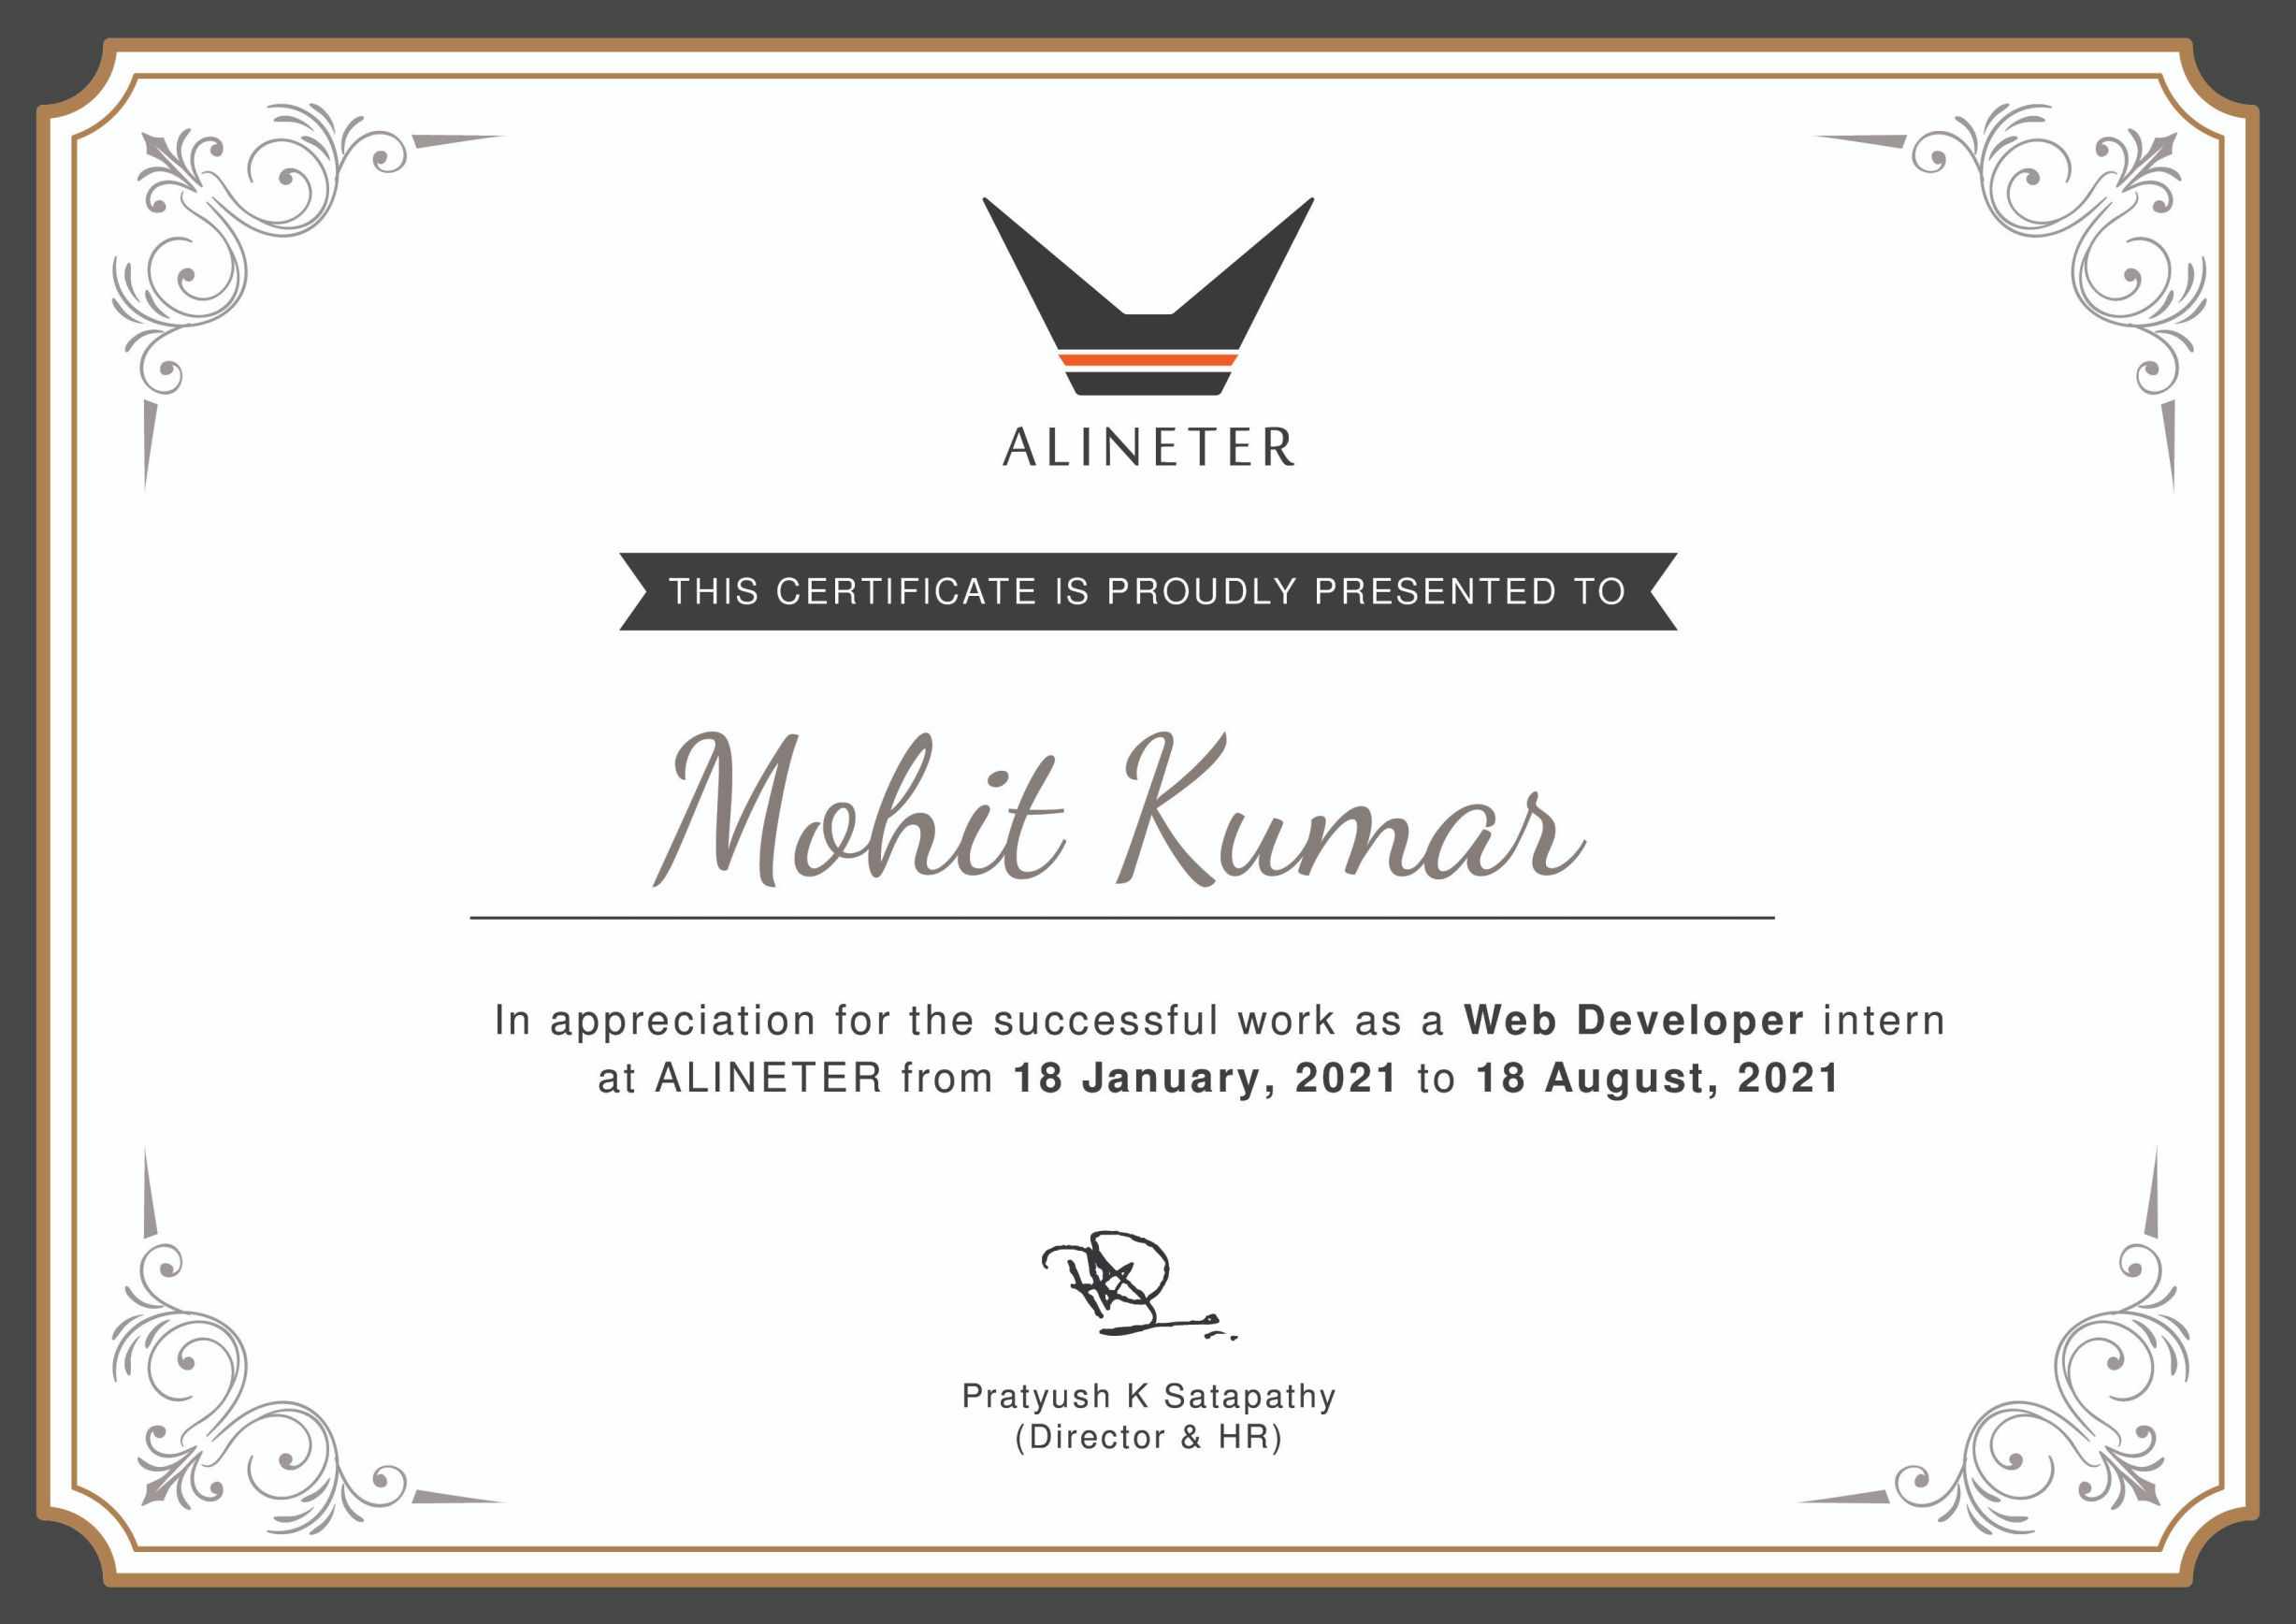 ALINETER
THIS CERTIFICATE IS PROUDLY PRESENTED TO
Mohit Kumar
In appreciation for the successful work as a Web Developer intern
at ALINETER from 18 January, 2021 to 18 August, 2021
Pratyush K Satapathy
(Director & HR)